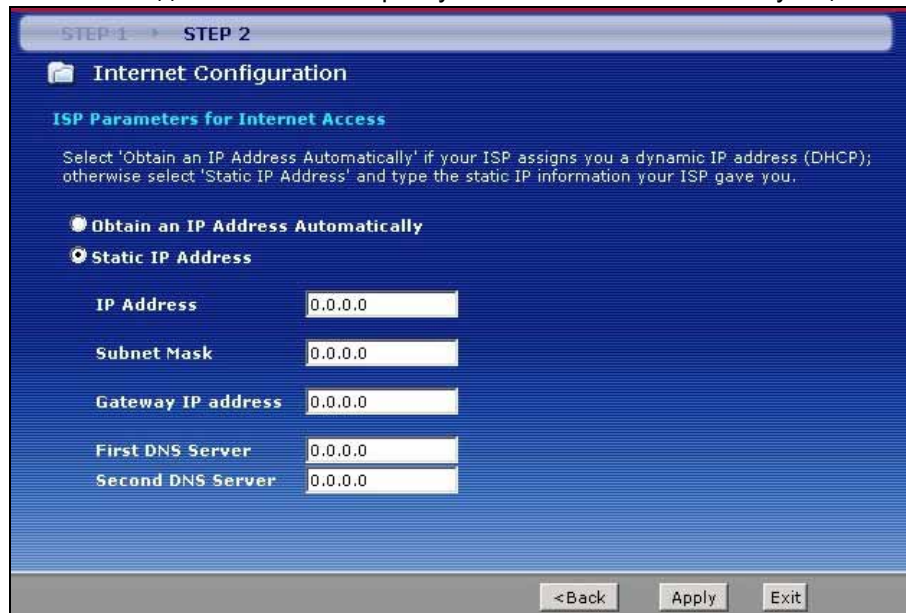 STEP 1 STEP 2
Internet Configuration
ISP Parameters for Internet Access
Select 'Obtain an IP Address Automatically' if your ISP assigns you a dynamic IP address (DHCP);
otherwise select 'Static IP Address' and type the static IP information your ISP gave you.
Obtain an IP Address Automatically
Static IP Address
IP Address 0.0.0.0
Subnet Mask 0.0.0.0
Gateway IP address 0.0.0.0
First DNS Server 0.0.0.0
Second DNS Server 0.0.0.0
<Back Apply Exit